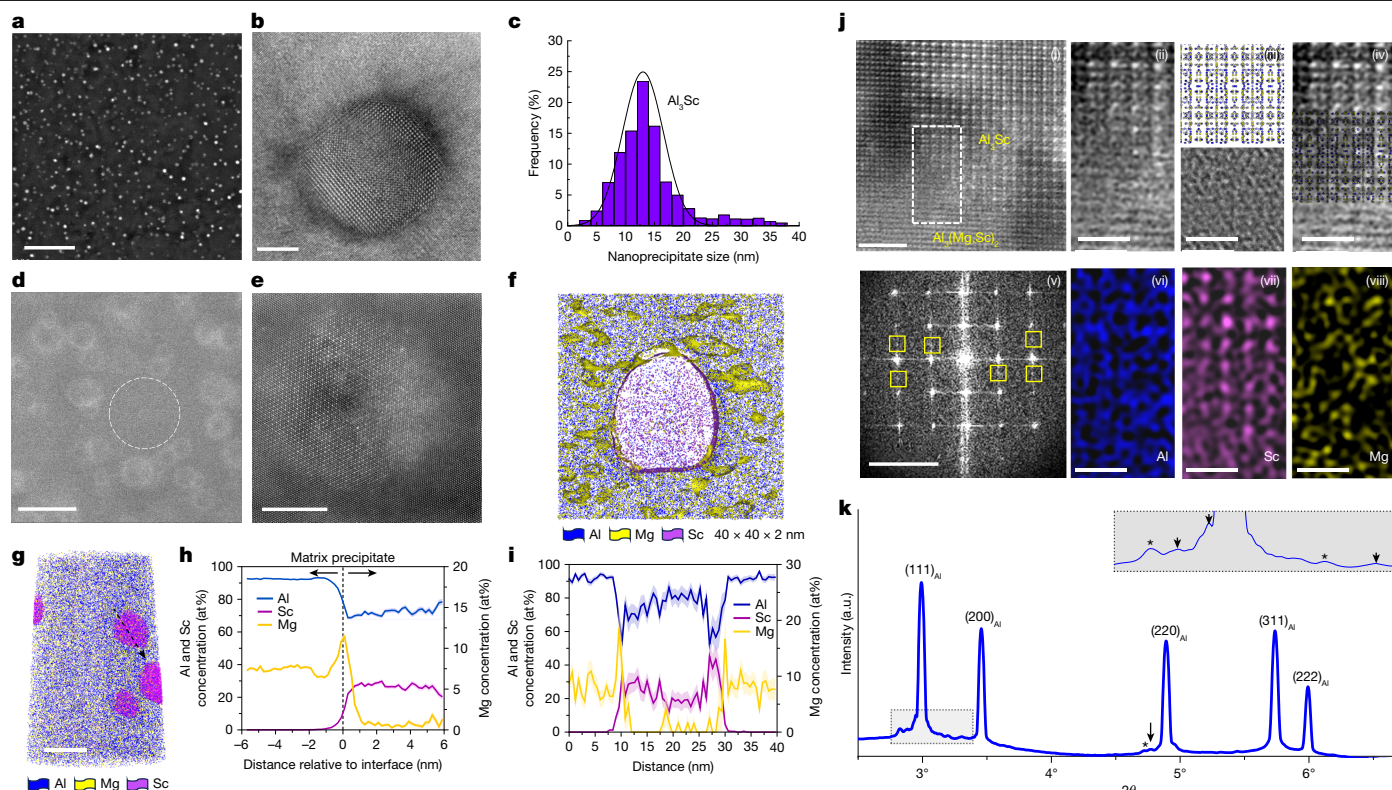 a
b
c
30
25
20
15
10
5
0
Frequency (%)
Al₃Sc
0 5 10 15 20 25 30 35 40
Nanoprecipitate size (nm)
d
e
f
Al Mg Sc 40 × 40 × 2 nm
g
Al Mg Sc
h
Matrix precipitate
100
80
60
40
20
0
Al and Sc
concentration (at%)
Al
Sc
Mg
20
15
10
5
0
Mg concentration (at%)
–6 –4 –2 0 2 4 6
Distance relative to interface (nm)
i
100
80
60
40
20
0
Al and Sc
concentration (at%)
Al
Sc
Mg
30
20
10
0
Mg concentration (at%)
0 5 10 15 20 25 30 35 40
Distance (nm)
j
(i)
(ii)
(iii)
(iv)
Al₃Sc
(v)
(vi)
(vii)
(viii)
Al
Sc
Mg
k
Intensity (a.u.)
(111)Al
(200)Al
(220)Al
(311)Al
(222)Al
*
* *
3° 4° 5° 6°